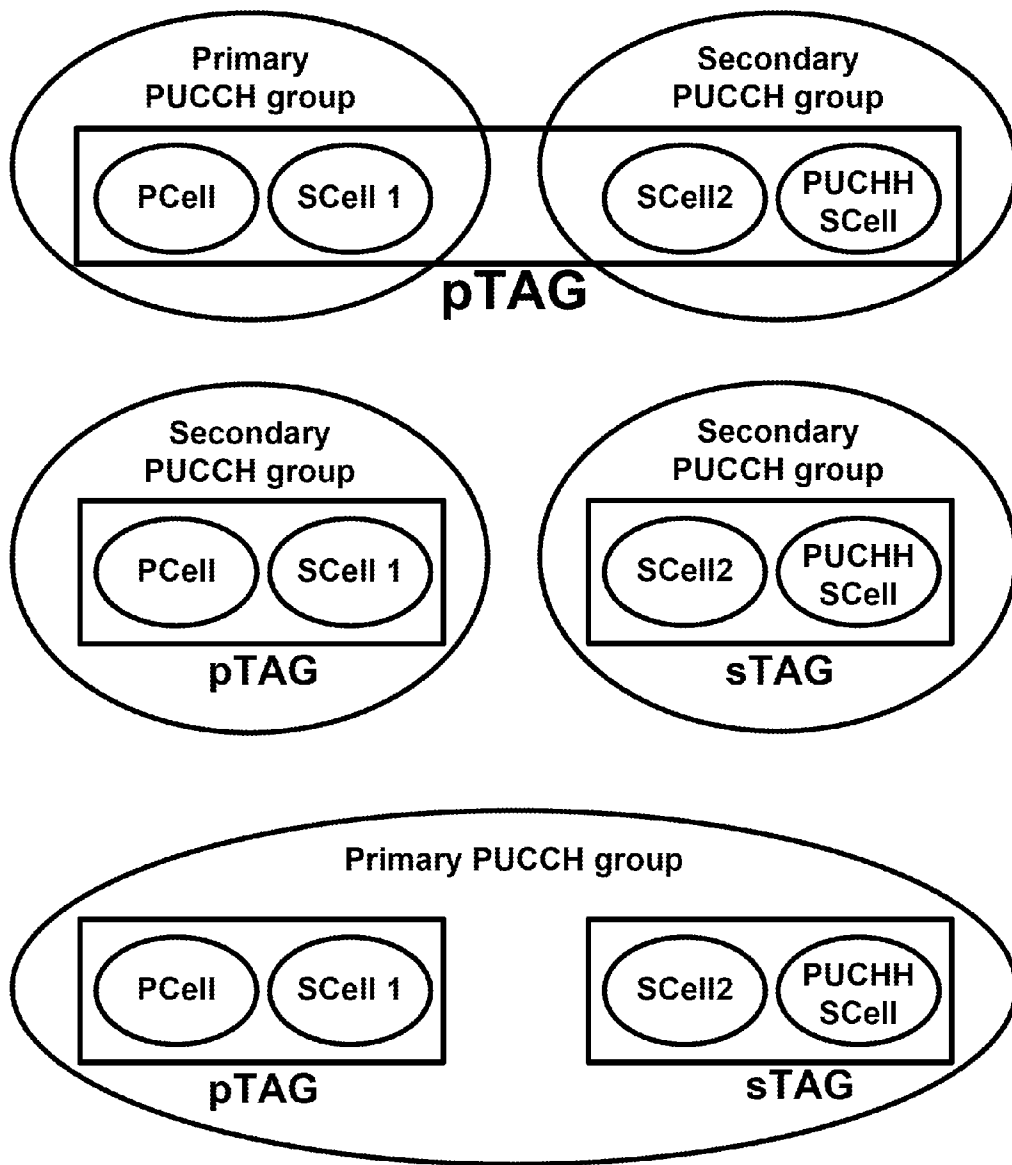 Primary
PUCCH group
Secondary
PUCCH group
PCell
SCell 1
SCell2
PUCHH
SCell
pTAG
Secondary
PUCCH group
Secondary
PUCCH group
PCell
SCell 1
SCell2
PUCHH
SCell
pTAG
sTAG
Primary PUCCH group
PCell
SCell 1
SCell2
PUCHH
SCell
pTAG
sTAG